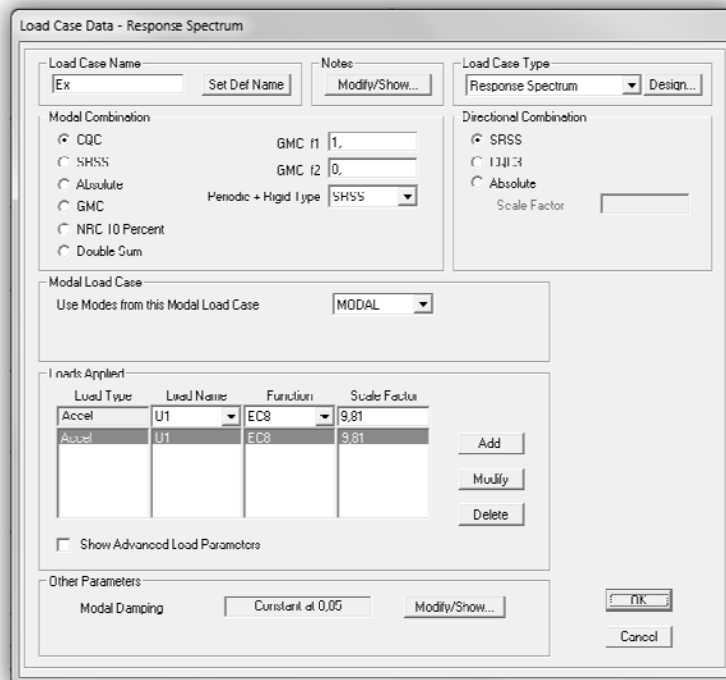 Load Case Data - Response Spectrum
Load Case Name
Ex
Set Def Name
Notes
Modify/Show...
Load Case Type
Response Spectrum
Design...
Modal Combination
CQC
SRSS
Absolute
GMC
NRC 10 Percent
Double Sum
GMC f1 1,
GMC f2 0,
Periodic + Rigid Type SRSS
Directional Combination
SRSS
CQC3
Absolute
Scale Factor
Modal Load Case
Use Modes from this Modal Load Case MODAL
Loads Applied
Load Type Load Name Function Scale Factor
Accel U1 EC8 9,81
Accel U1 EC8 9,81
Add
Modify
Delete
Show Advanced Load Parameters
Other Parameters
Modal Damping Constant at 0,05 Modify/Show...
OK
Cancel